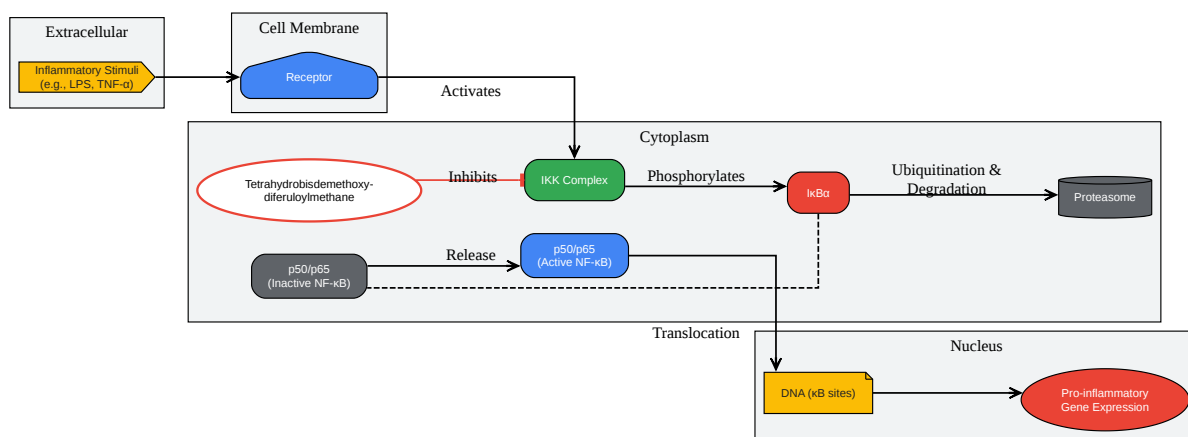 Extracellular
Inflammatory Stimuli
(e.g., LPS, TNF-α)
Cell Membrane
Receptor
Activates
Cytoplasm
Tetrahydrobisdemethoxy-
diferuloylmethane
Inhibits
IKK Complex
Phosphorylates
IκBα
Ubiquitination &
Degradation
Proteasome
p50/p65
(Inactive NF-κB)
Release
p50/p65
(Active NF-κB)
Translocation
Nucleus
DNA (κB sites)
Pro-inflammatory
Gene Expression